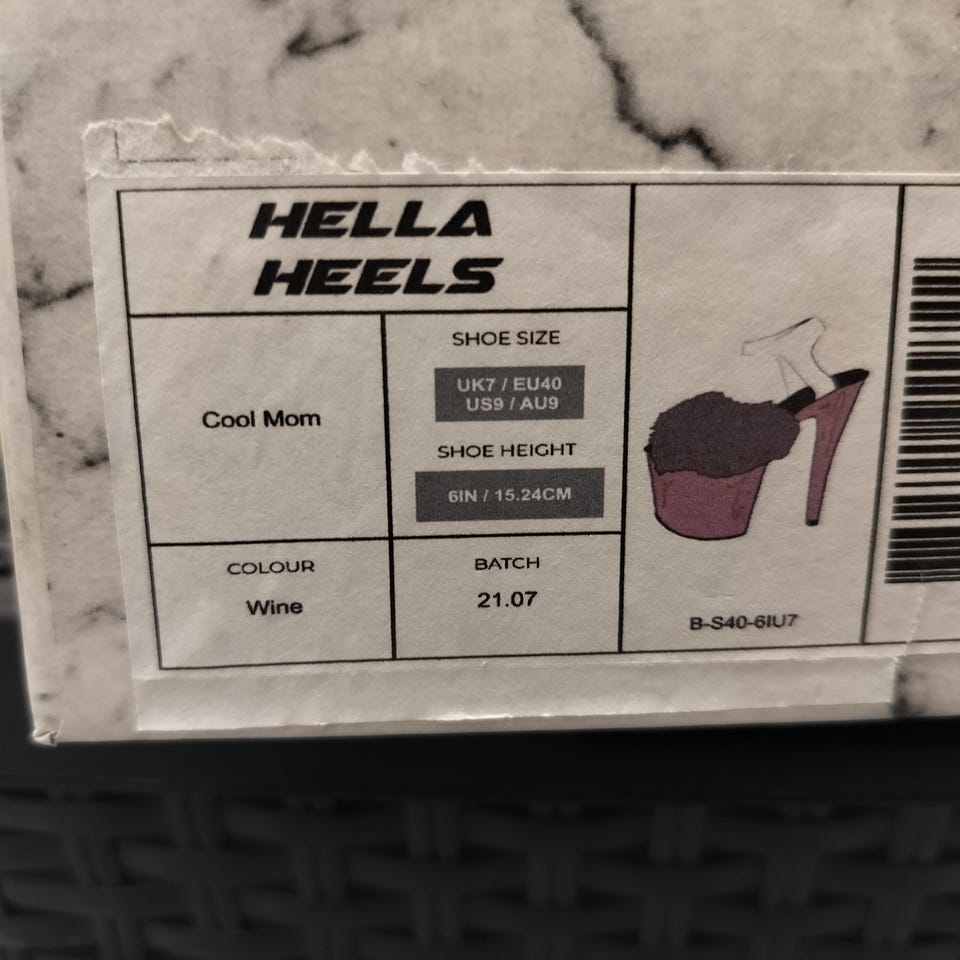 HELLA
HEELS
Cool Mom
SHOE SIZE
UK7 / EU40
US9 / AU9
SHOE HEIGHT
6IN / 15.24CM
COLOUR
Wine
BATCH
21.07
B-S40-6IU7